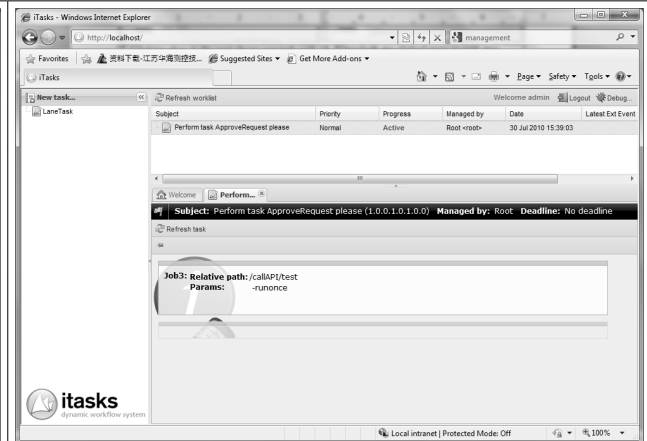 iTasks - Windows Internet Explorer
http://localhost/
management
Favorites 资料下载-江苏华海测控技... Suggested Sites Get More Add-ons
iTasks
Page Safety Tools
New task...
Refresh worklist Welcome admin Logout Debug...
LaneTask
Subject Priority Progress Managed by Date Latest Ext Event
Perform task ApproveRequest please Normal Active Root <root> 30 Jul 2010 15:39:03
Welcome Perform...
Subject: Perform task ApproveRequest please (1.0.0.1.0.1.0.0) Managed by: Root Deadline: No deadline
Refresh task
Job3: Relative path: /callAPI/test
Params: -runonce
itasks
dynamic workflow system
Local intranet | Protected Mode: Off 100%